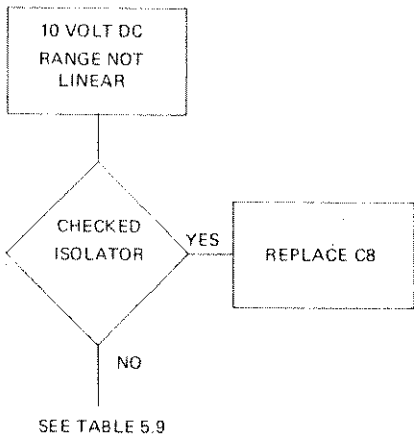 10 VOLT DC
RANGE NOT
LINEAR
CHECKED
ISOLATOR
YES
REPLACE C8
NO
SEE TABLE 5.9